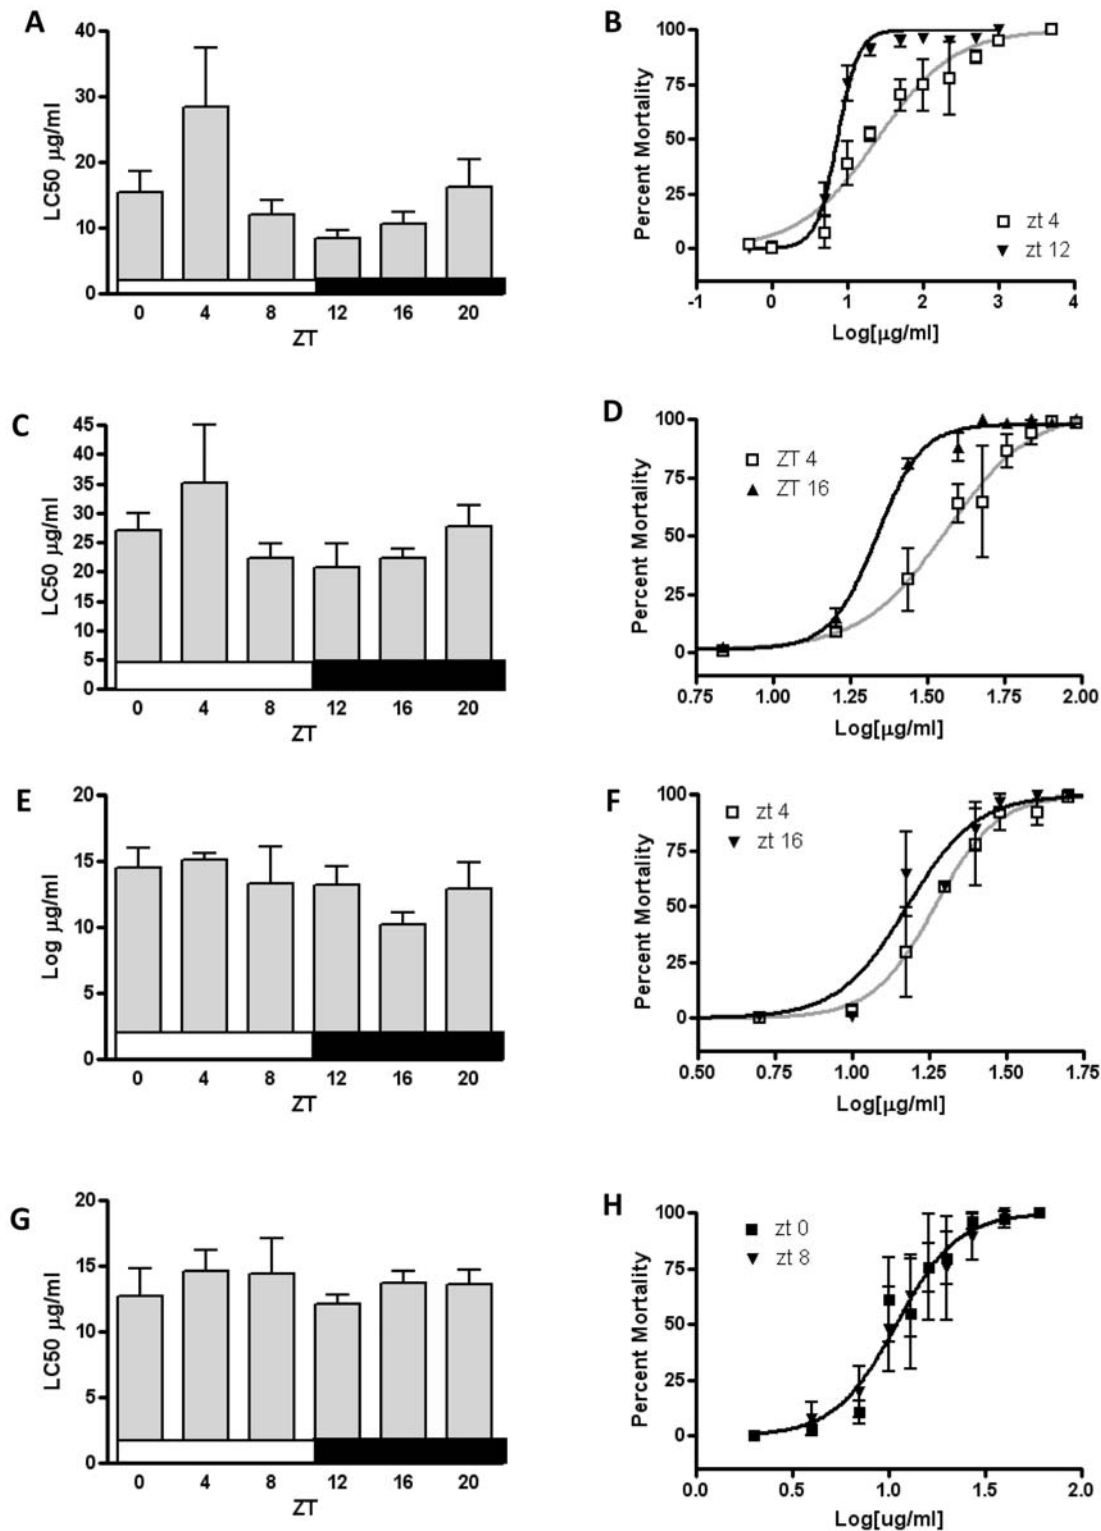 A
LC50 µg/ml
40
30
20
10
0
0 4 8 12 16 20
ZT
B
Percent Mortality
100
75
50
25
0
zt 4
zt 12
-1 0 1 2 3 4
Log[µg/ml]
C
LC50 µg/ml
45
40
35
30
25
20
15
10
5
0
0 4 8 12 16 20
ZT
D
Percent Mortality
100
75
50
25
0
ZT 4
ZT 16
0.75 1.00 1.25 1.50 1.75 2.00
Log[µg/ml]
E
Log µg/ml
20
15
10
5
0
0 4 8 12 16 20
ZT
F
Percent Mortality
100
75
50
25
0
zt 4
zt 16
0.50 0.75 1.00 1.25 1.50 1.75
Log[µg/ml]
G
LC50 µg/ml
20
15
10
5
0
0 4 8 12 16 20
ZT
H
Percent Mortality
100
75
50
25
0
zt 0
zt 8
0.0 0.5 1.0 1.5 2.0
Log[ug/ml]